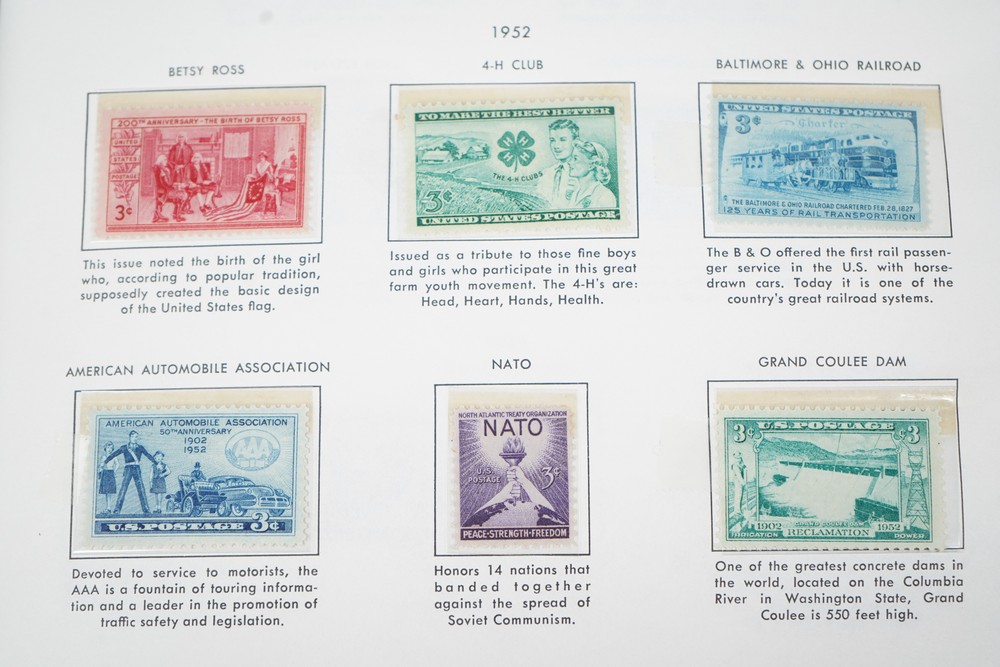 1952
BETSY ROSS
200TH ANNIVERSARY - THE BIRTH OF BETSY ROSS
UNITED
STATES
POSTAGE
3¢
This issue noted the birth of the girl
who, according to popular tradition,
supposedly created the basic design
of the United States flag.
4-H CLUB
TO MAKE THE BEST BETTER
H H H H
THE 4-H CLUBS
3¢
UNITED STATES POSTAGE
Issued as a tribute to those fine boys
and girls who participate in this great
farm youth movement. The 4-H's are:
Head, Heart, Hands, Health.
BALTIMORE & OHIO RAILROAD
UNITED STATES POSTAGE
3¢
Charter
THE BALTIMORE & OHIO RAILROAD CHARTERED FEB. 28, 1827
125 YEARS OF RAIL TRANSPORTATION
The B & O offered the first rail passen-
ger service in the U.S. with horse-
drawn cars. Today it is one of the
country's great railroad systems.
AMERICAN AUTOMOBILE ASSOCIATION
AMERICAN AUTOMOBILE ASSOCIATION
50TH ANNIVERSARY
1902
1952
AAA
U.S. POSTAGE 3¢
Devoted to service to motorists, the
AAA is a fountain of touring informa-
tion and a leader in the promotion of
traffic safety and legislation.
NATO
NORTH ATLANTIC TREATY ORGANIZATION
NATO
U.S.
POSTAGE
3¢
PEACE-STRENGTH-FREEDOM
Honors 14 nations that
banded together
against the spread of
Soviet Communism.
GRAND COULEE DAM
3¢ U.S. POSTAGE ¢3
GRAND COULEE DAM
1902 1952
IRRIGATION RECLAMATION POWER
One of the greatest concrete dams in
the world, located on the Columbia
River in Washington State, Grand
Coulee is 550 feet high.